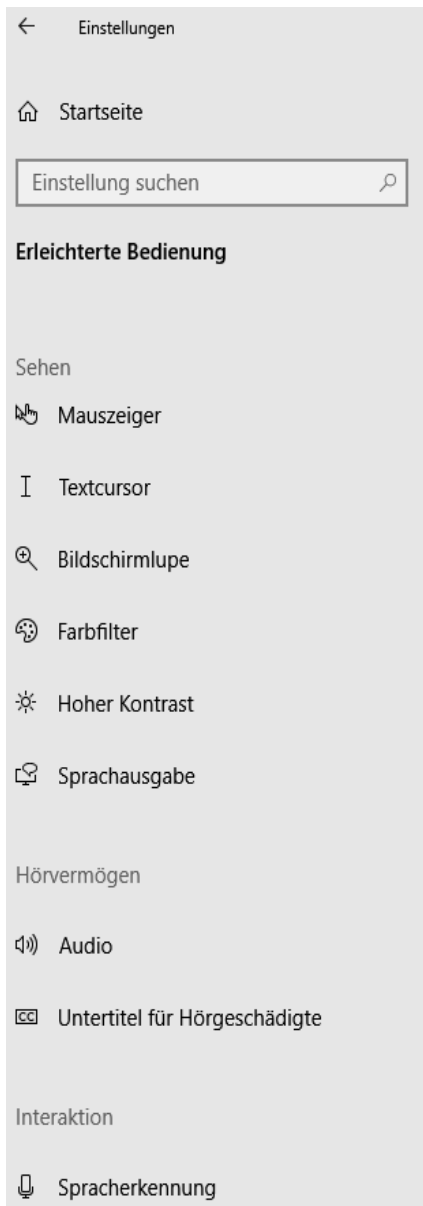 Einstellungen
Startseite
Einstellung suchen
Erleichterte Bedienung
Sehen
Mauszeiger
Textcursor
Bildschirmlupe
Farbfilter
Hoher Kontrast
Sprachausgabe
Hörvermögen
Audio
CC Untertitel für Hörgeschädigte
Interaktion
Spracherkennung